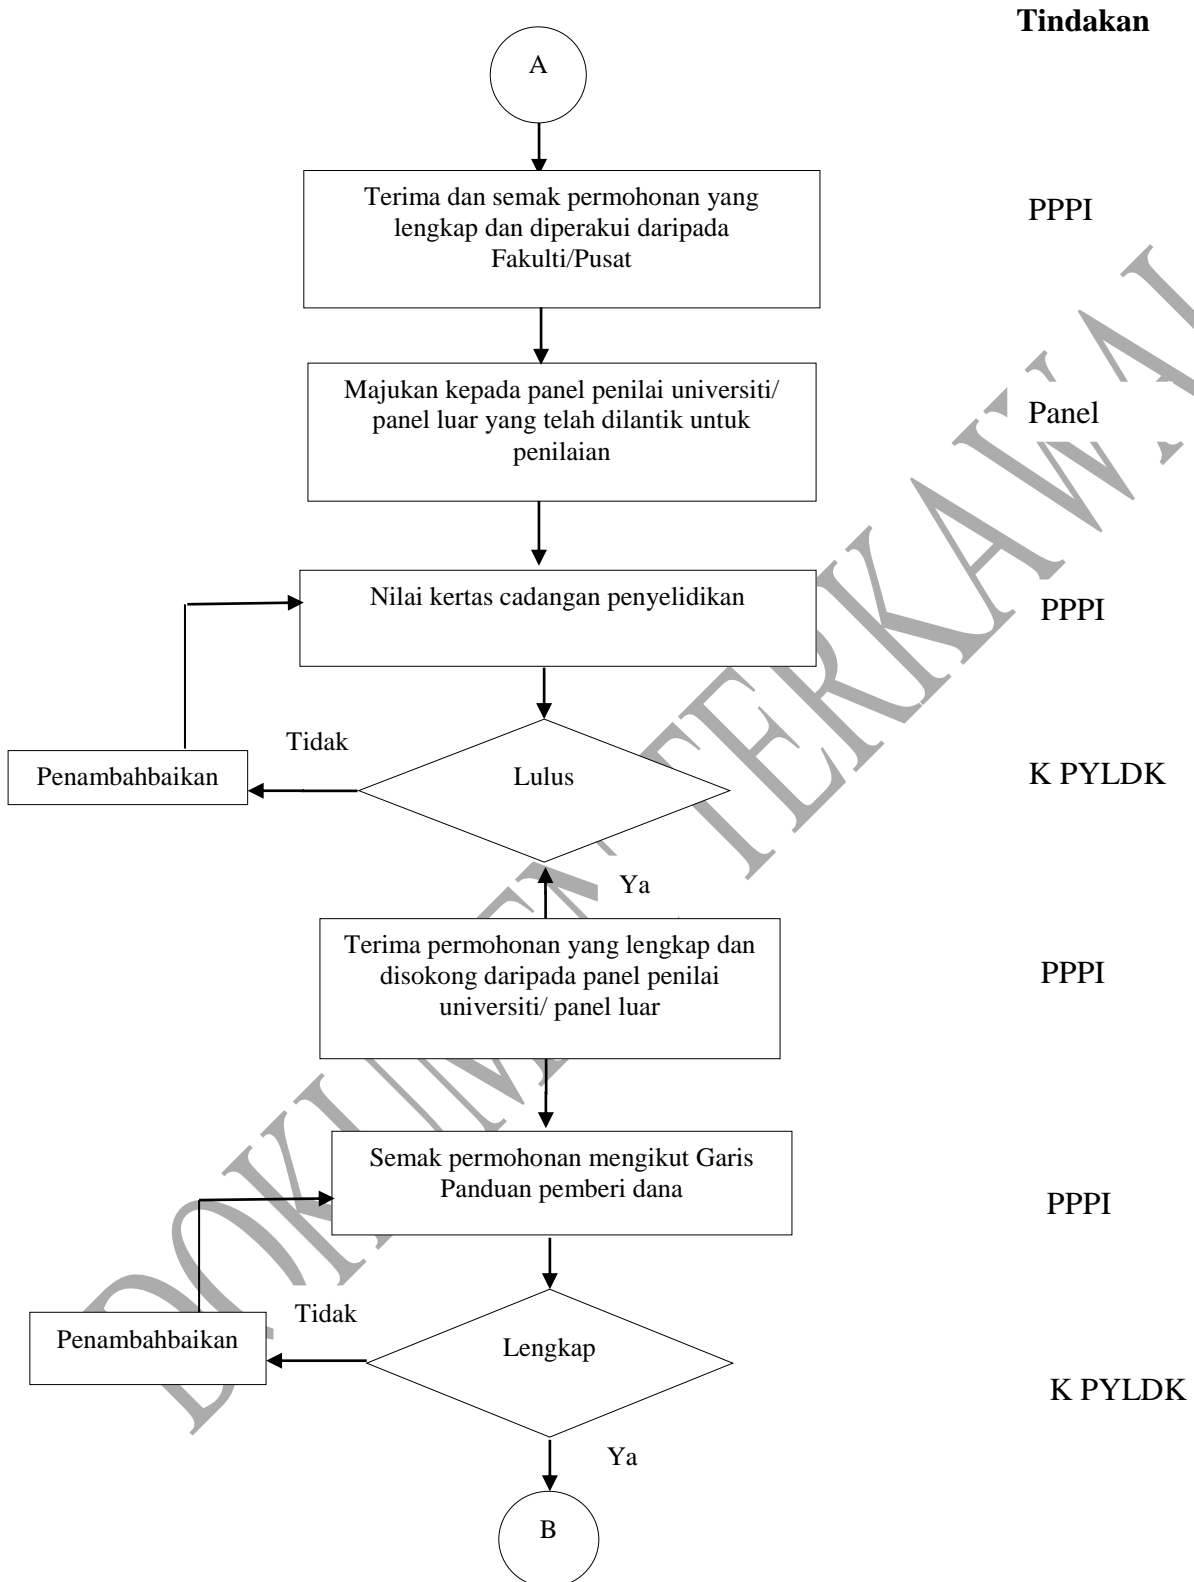 Tindakan
A
Terima dan semak permohonan yang
lengkap dan diperakui daripada
Fakulti/Pusat
PPPI
Majukan kepada panel penilai universiti/
panel luar yang telah dilantik untuk
penilaian
Panel
Nilai kertas cadangan penyelidikan
PPPI
Tidak
Penambahbaikan
Lulus
K PYLDK
Ya
Terima permohonan yang lengkap dan
disokong daripada panel penilai
universiti/ panel luar
PPPI
Semak permohonan mengikut Garis
Panduan pemberi dana
PPPI
Tidak
Penambahbaikan
Lengkap
K PYLDK
Ya
B
DOKUMEN TERKAWAL